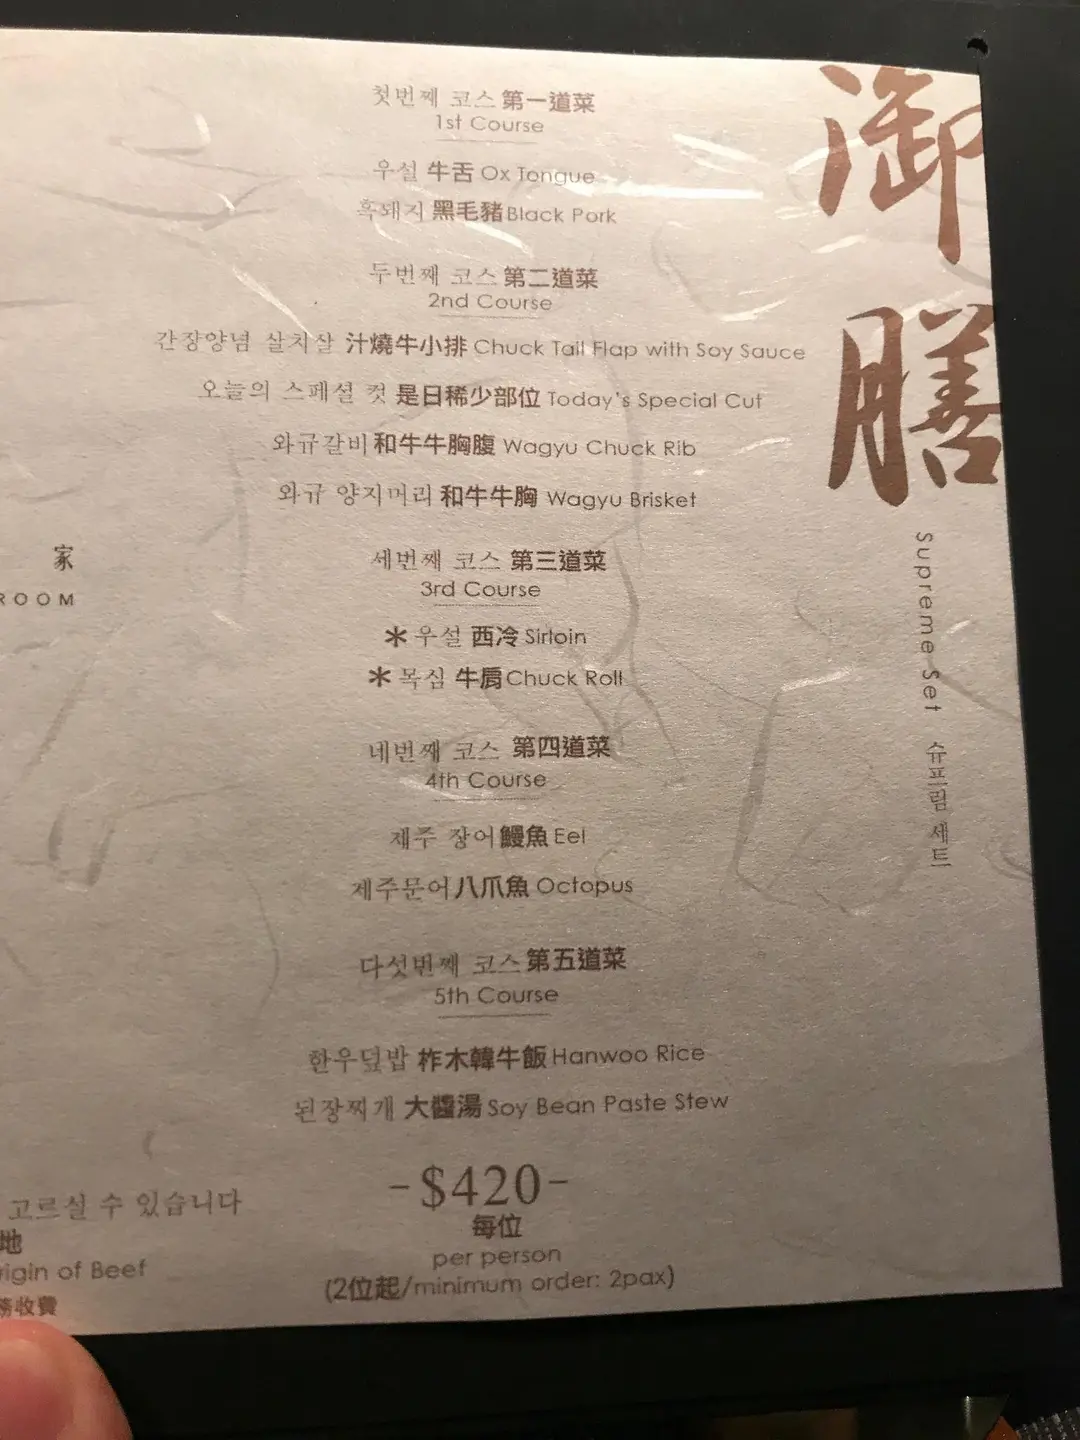 첫번째 코스 第一道菜
1st Course
우설 牛舌 Ox Tongue
흑돼지 黑毛豬 Black Pork
두번째 코스 第二道菜
2nd Course
간장양념 살치살 汁燒牛小排 Chuck Tail Flap with Soy Sauce
오늘의 스페셜 컷 是日稀少部位 Today's Special Cut
와규갈비 和牛牛胸腹 Wagyu Chuck Rib
와규 양지머리 和牛牛胸 Wagyu Brisket
세번째 코스 第三道菜
3rd Course
* 우설 西冷 Sirloin
* 목심 牛肩 Chuck Roll
네번째 코스 第四道菜
4th Course
제주 장어 鰻魚 Eel
제주문어 八爪魚 Octopus
다섯번째 코스 第五道菜
5th Course
한우덮밥 柞木韓牛飯 Hanwoo Rice
된장찌개 大醬湯 Soy Bean Paste Stew
-$420-
每位
per person
(2位起/minimum order: 2pax)
御膳
Supreme Set 슈프림 세트
家
ROOM
고르실 수 있습니다
地
rigin of Beef
務收費